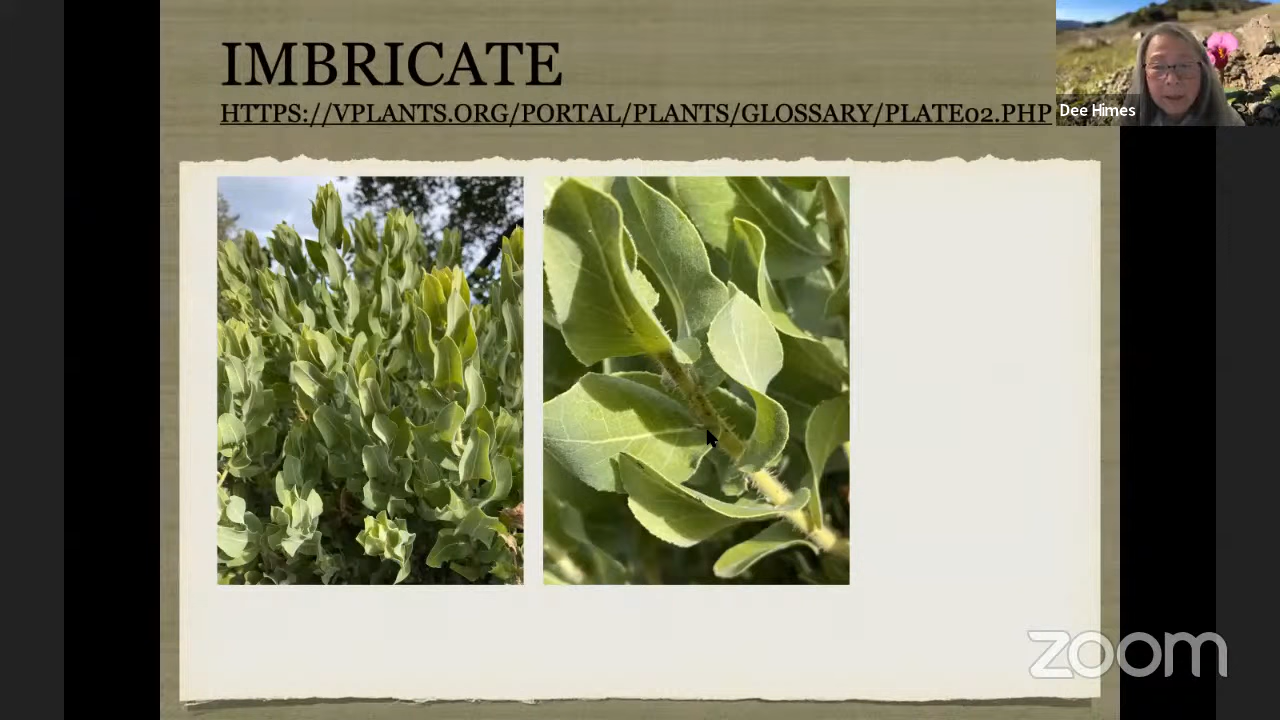 IMBRICATE
HTTPS://VPLANTS.ORG/PORTAL/PLANTS/GLOSSARY/PLATE02.PHP
Dee Himes
zoom